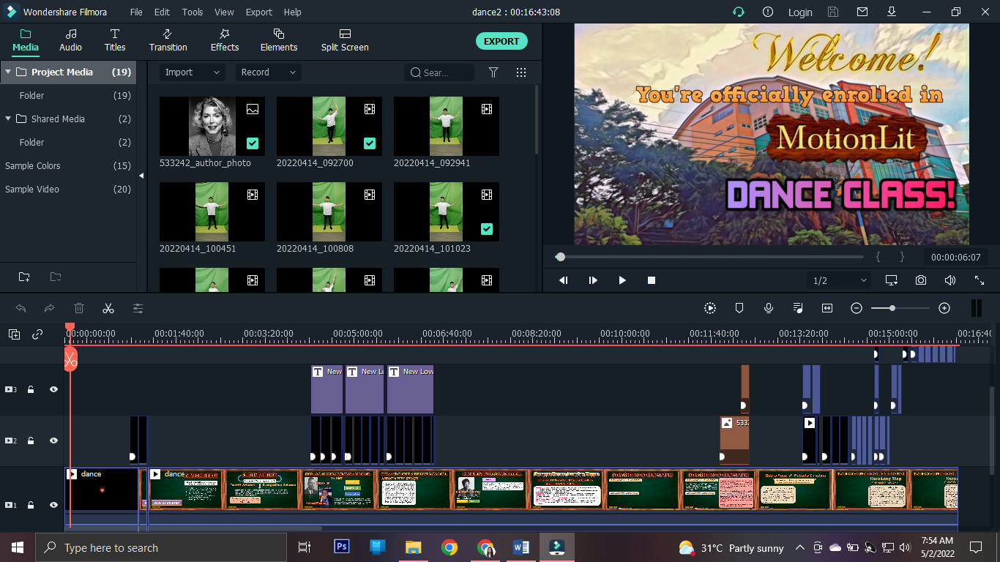 Wondershare Filmora
File Edit Tools View Export Help
dance2 : 00:16:43:08
Login
Media Audio Titles Transition Effects Elements Split Screen
EXPORT
Project Media (19)
Folder (19)
Shared Media (2)
Folder (2)
Sample Colors (15)
Sample Video (20)
Import Record Sear...
533242_author_photo 20220414_092700 20220414_092941
20220414_100451 20220414_100808 20220414_101023
Welcome!
You're officially enrolled in
MotionLit
DANCE CLASS!
{ } 00:00:06:07
1/2
00:00:00:00 00:01:40:00 00:03:20:00 00:05:00:00 00:06:40:00 00:08:20:00 00:10:00:00 00:11:40:00 00:13:20:00 00:15:00:00 00:16:40
3 T New T New Lo T New Low
2 533
1 dance dance
Type here to search
Ps
W
31°C Partly sunny
7:54 AM
5/2/2022